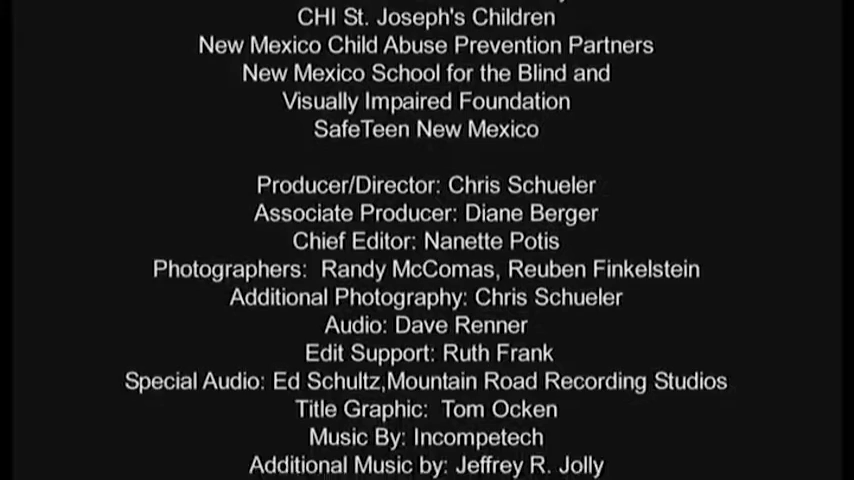 CHI St. Joseph's Children
New Mexico Child Abuse Prevention Partners
New Mexico School for the Blind and
Visually Impaired Foundation
SafeTeen New Mexico
Producer/Director: Chris Schueler
Associate Producer: Diane Berger
Chief Editor: Nanette Potis
Photographers:  Randy McComas, Reuben Finkelstein
Additional Photography: Chris Schueler
Audio: Dave Renner
Edit Support: Ruth Frank
Special Audio: Ed Schultz,Mountain Road Recording Studios
Title Graphic:  Tom Ocken
Music By: Incompetech
Additional Music by: Jeffrey R. Jolly